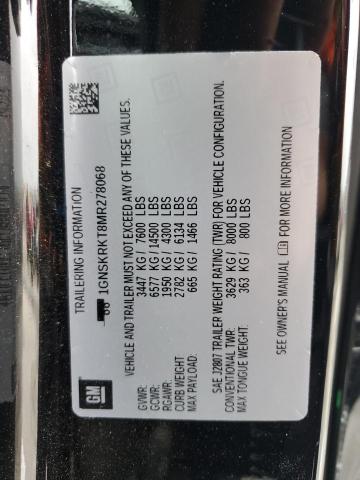 TRAILERING INFORMATION
1GNSKRKT8MR278068
VEHICLE AND TRAILER MUST NOT EXCEED ANY OF THESE VALUES.
GVWR: 3447 KG / 7600 LBS
GCWR: 6577 KG / 14500 LBS
RGAWR: 1950 KG / 4300 LBS
CURB WEIGHT 2782 KG / 6134 LBS
MAX PAYLOAD: 665 KG / 1466 LBS
SAE J2807 TRAILER WEIGHT RATING (TWR) FOR VEHICLE CONFIGURATION.
CONVENTIONAL TWR: 3629 KG / 8000 LBS
MAX TONGUE WEIGHT. 363 KG / 800 LBS
SEE OWNER'S MANUAL FOR MORE INFORMATION
GM